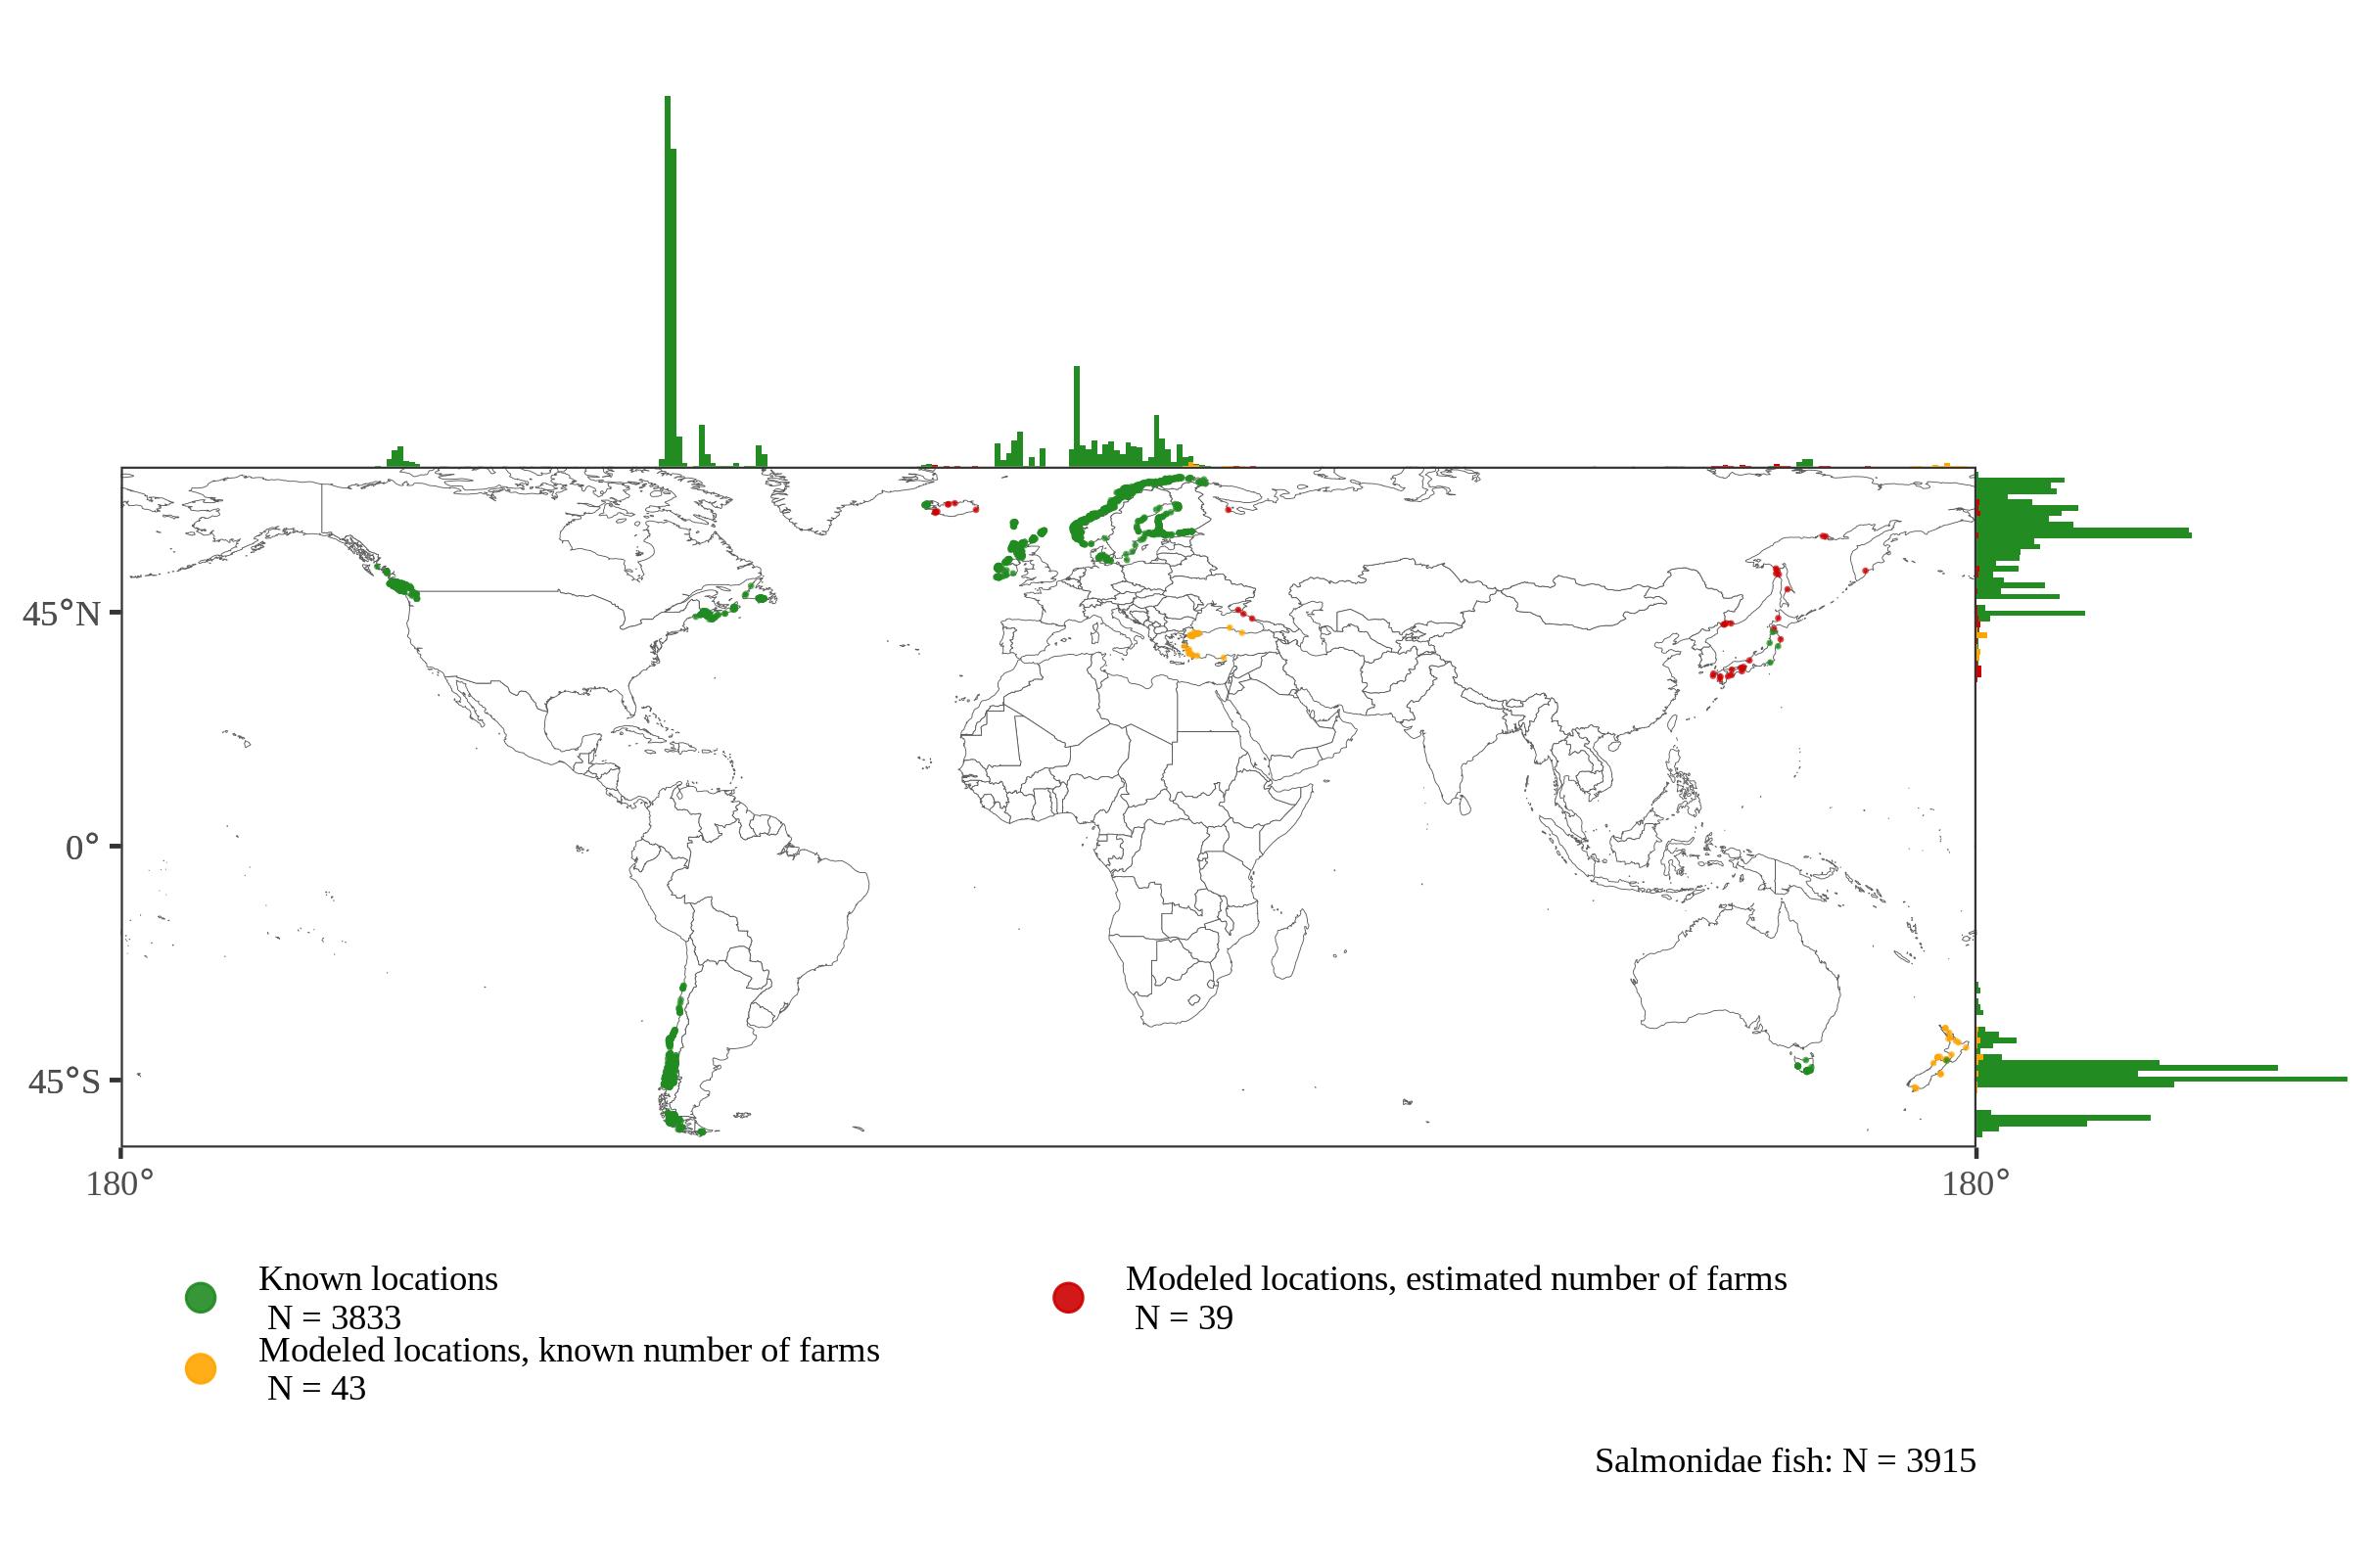 45°N
0°
45°S
180°
180°
Known locations
N = 3833
Modeled locations, known number of farms
N = 43
Modeled locations, estimated number of farms
N = 39
Salmonidae fish: N = 3915